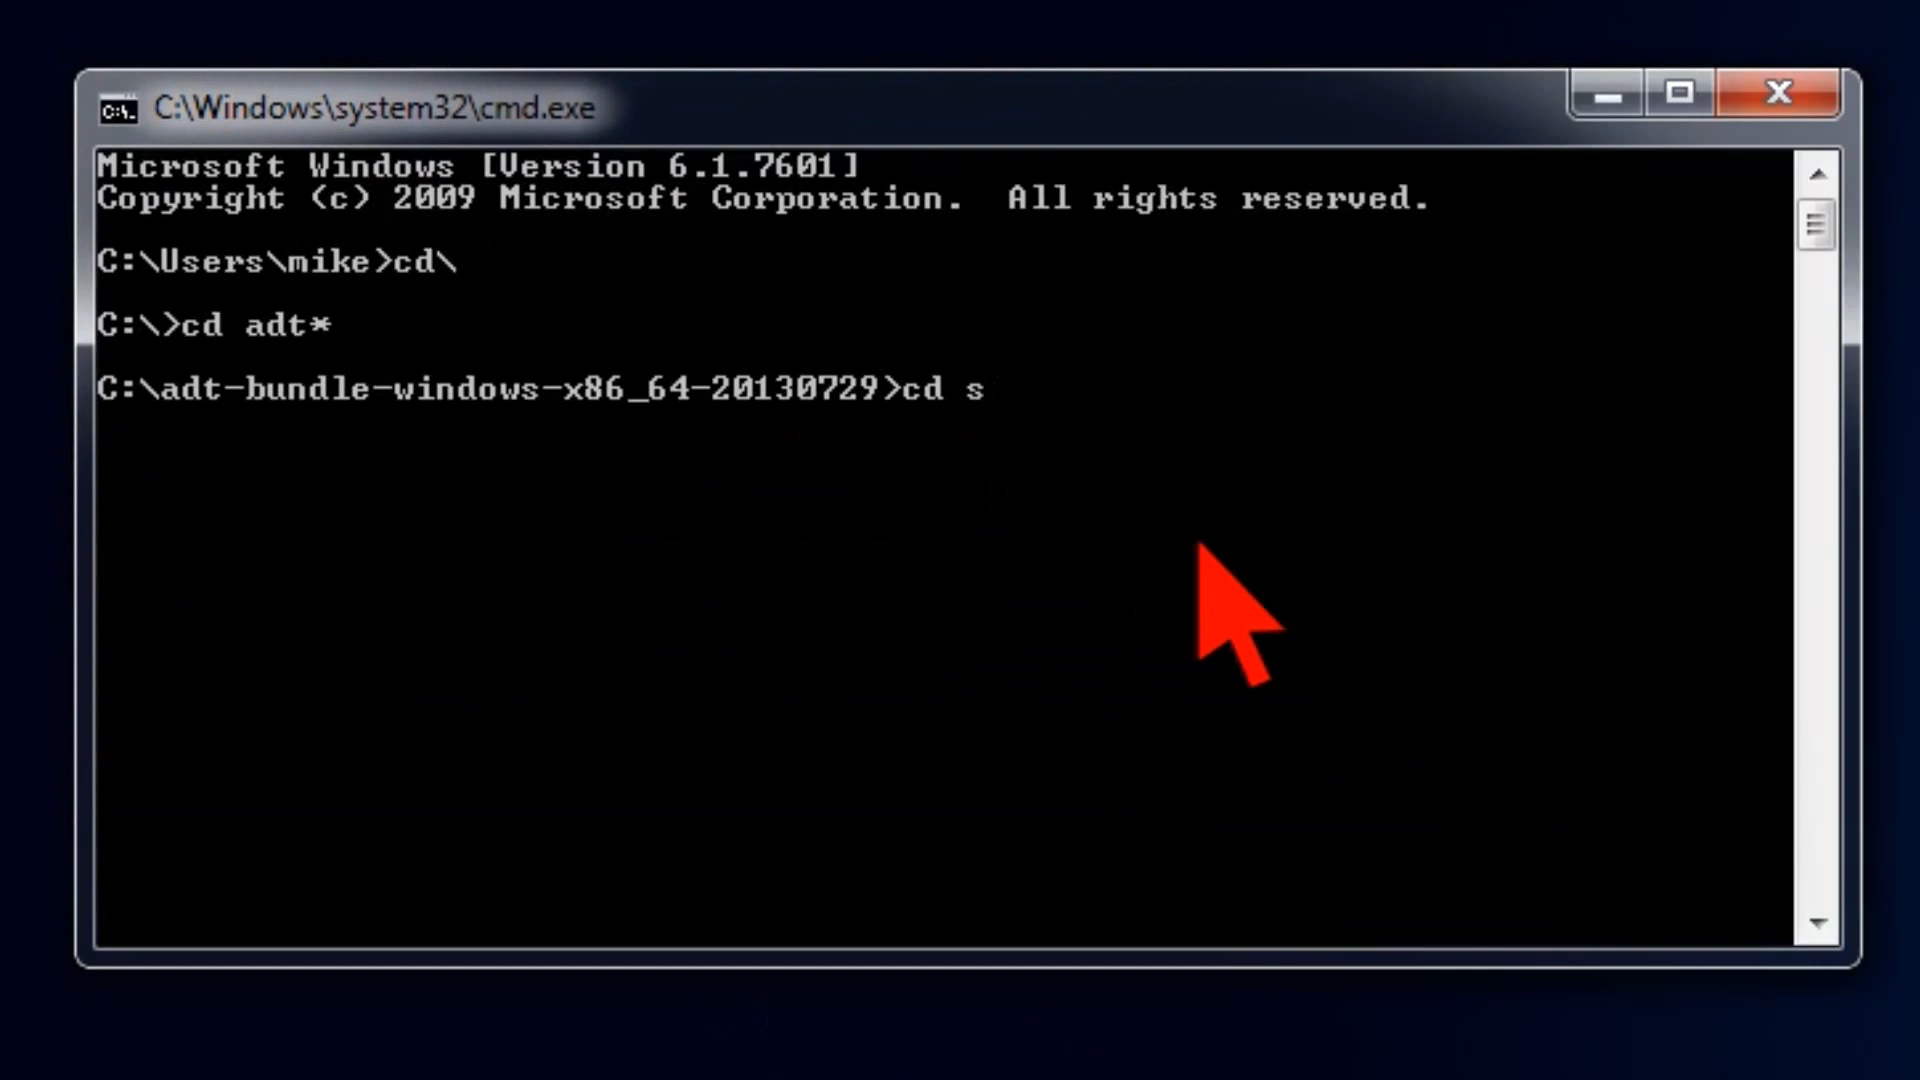 C:\Windows\system32\cmd.exe
Microsoft Windows [Version 6.1.7601]
Copyright (c) 2009 Microsoft Corporation.  All rights reserved.
C:\Users\mike>cd\
C:\>cd adt*
C:\adt-bundle-windows-x86_64-20130729>cd s